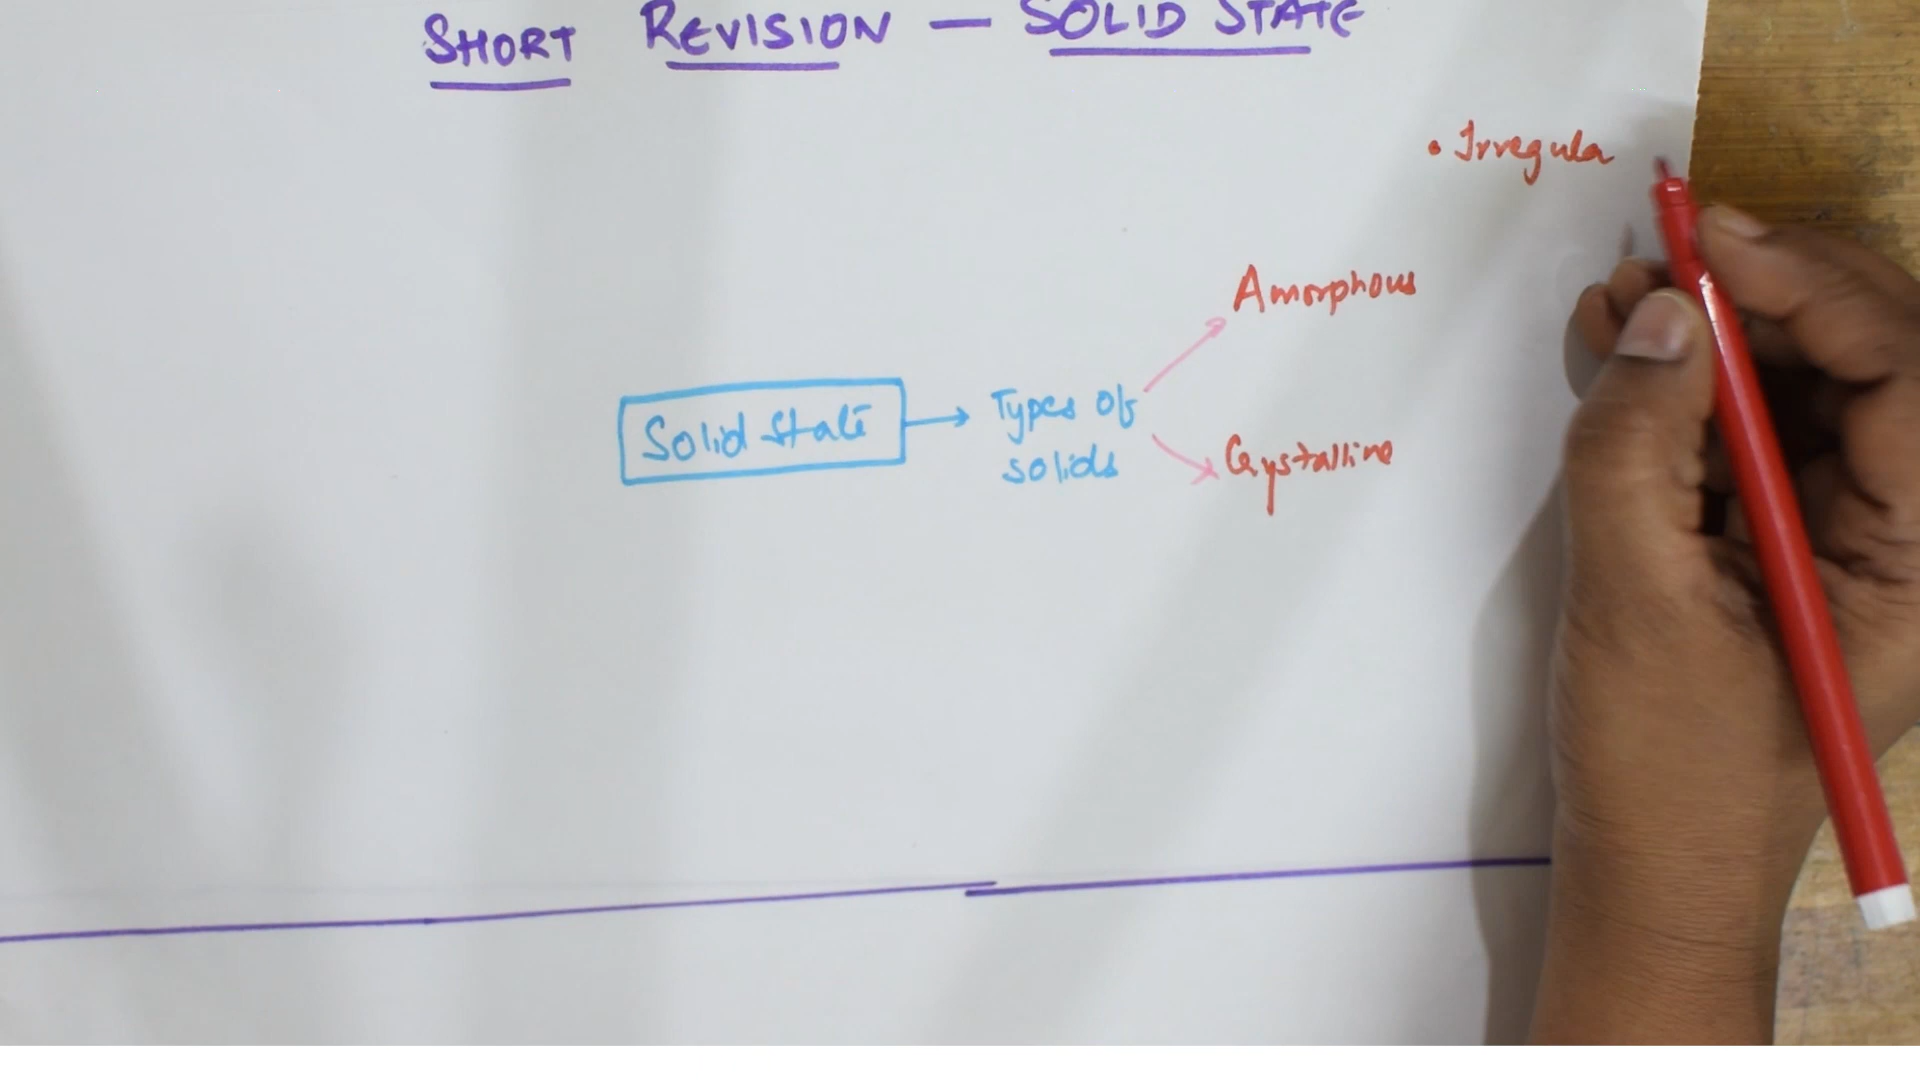 SHORT REVISION — SOLID STATE
• Irregula
Amorphous
Solid State → Types of
solids
Crystalline